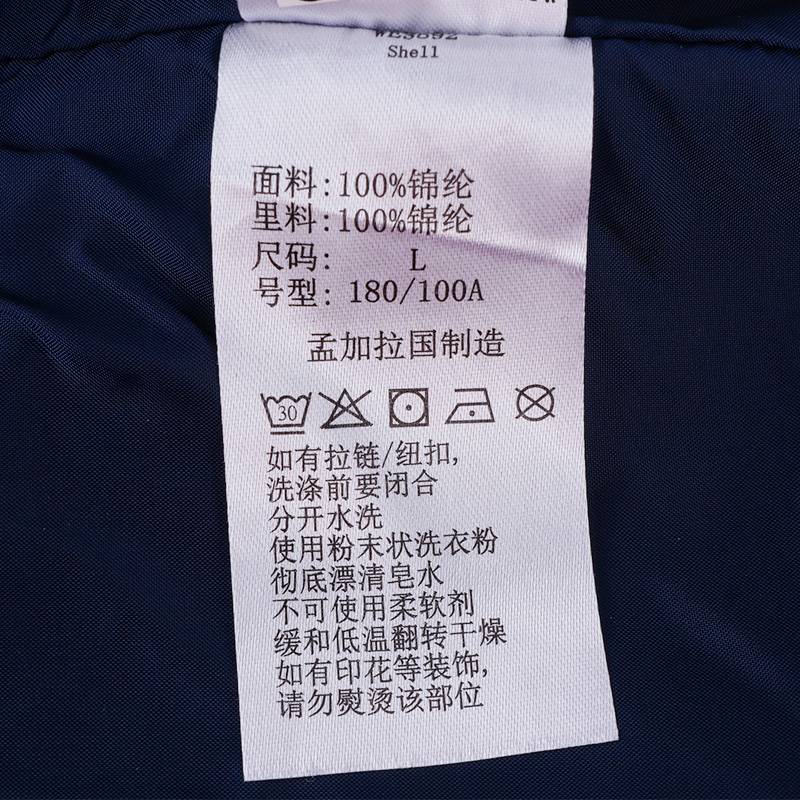 WE9892
Shell
面料:100%锦纶
里料:100%锦纶
尺码: L
号型: 180/100A
孟加拉国制造
30
如有拉链/纽扣,
洗涤前要闭合
分开水洗
使用粉末状洗衣粉
彻底漂清皂水
不可使用柔软剂
缓和低温翻转干燥
如有印花等装饰,
请勿熨烫该部位